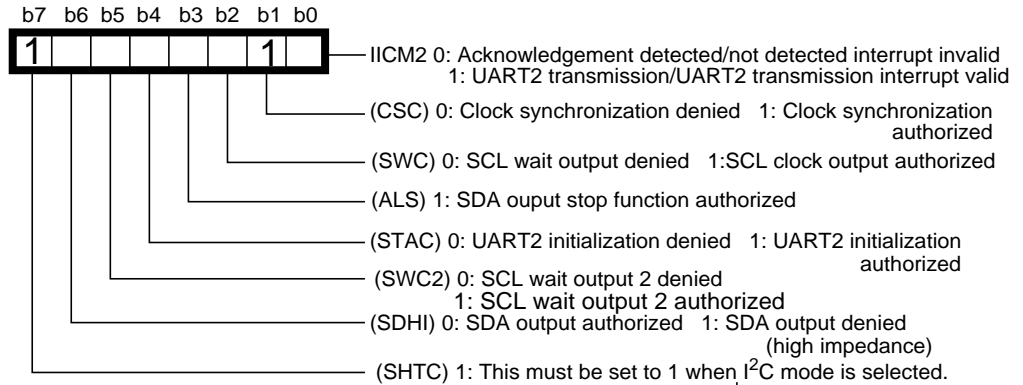 b7 b6 b5 b4 b3 b2 b1 b0
1 1
IICM2 0: Acknowledgement detected/not detected interrupt invalid
1: UART2 transmission/UART2 transmission interrupt valid
(CSC) 0: Clock synchronization denied 1: Clock synchronization
authorized
(SWC) 0: SCL wait output denied 1:SCL clock output authorized
(ALS) 1: SDA ouput stop function authorized
(STAC) 0: UART2 initialization denied 1: UART2 initialization
authorized
(SWC2) 0: SCL wait output 2 denied
1: SCL wait output 2 authorized
(SDHI) 0: SDA output authorized 1: SDA output denied
(high impedance)
(SHTC) 1: This must be set to 1 when I²C mode is selected.